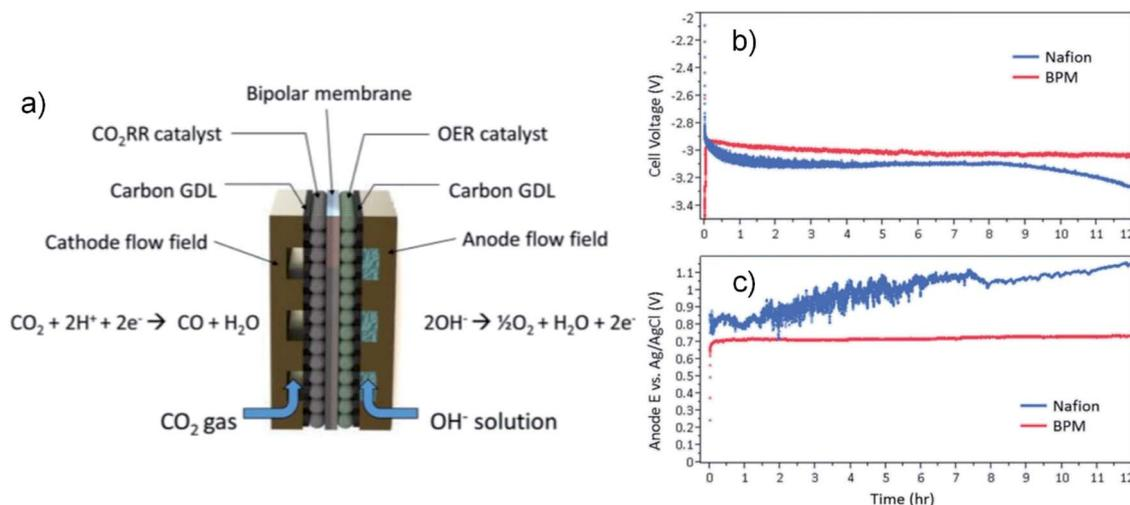 a)
Bipolar membrane
CO₂RR catalyst
OER catalyst
Carbon GDL
Carbon GDL
Cathode flow field
Anode flow field
CO₂ + 2H⁺ + 2e⁻ → CO + H₂O
2OH⁻ → ½O₂ + H₂O + 2e⁻
CO₂ gas
OH⁻ solution
b)
Nafion
BPM
Cell Voltage (V)
-2
-2.2
-2.4
-2.6
-2.8
-3
-3.2
-3.4
0 1 2 3 4 5 6 7 8 9 10 11 12
c)
Nafion
BPM
Anode E vs. Ag/AgCl (V)
1.1
1
0.9
0.8
0.7
0.6
0.5
0.4
0.3
0.2
0.1
0
0 1 2 3 4 5 6 7 8 9 10 11 12
Time (hr)